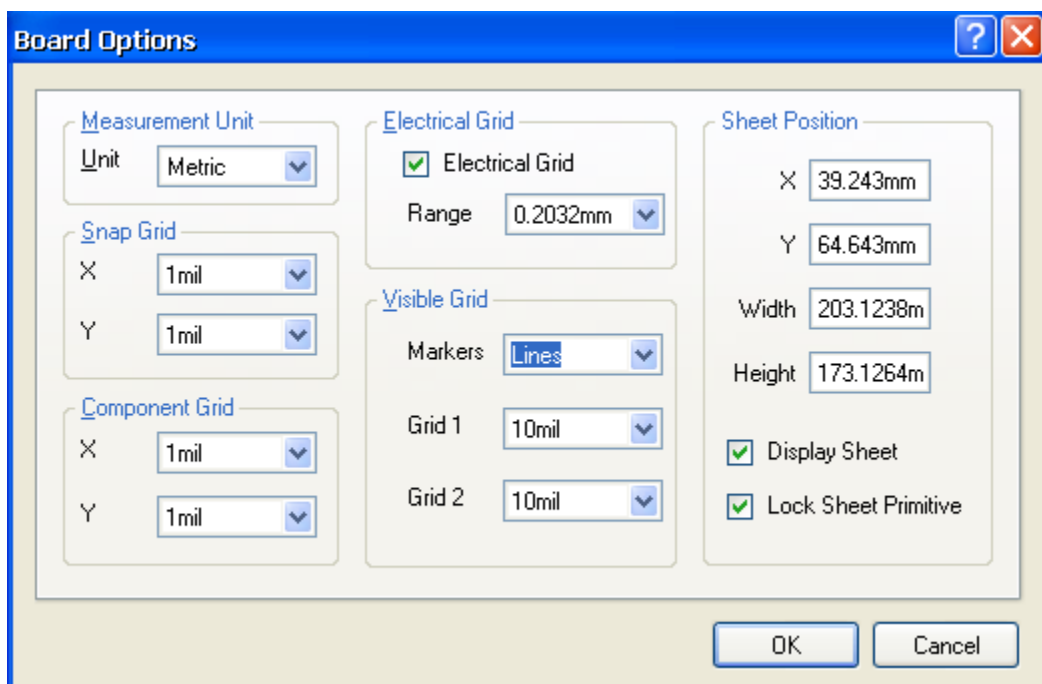 Board Options
Measurement Unit
Unit Metric
Snap Grid
X 1mil
Y 1mil
Component Grid
X 1mil
Y 1mil
Electrical Grid
Electrical Grid
Range 0.2032mm
Visible Grid
Markers Lines
Grid 1 10mil
Grid 2 10mil
Sheet Position
X 39.243mm
Y 64.643mm
Width 203.1238m
Height 173.1264m
Display Sheet
Lock Sheet Primitive
OK Cancel